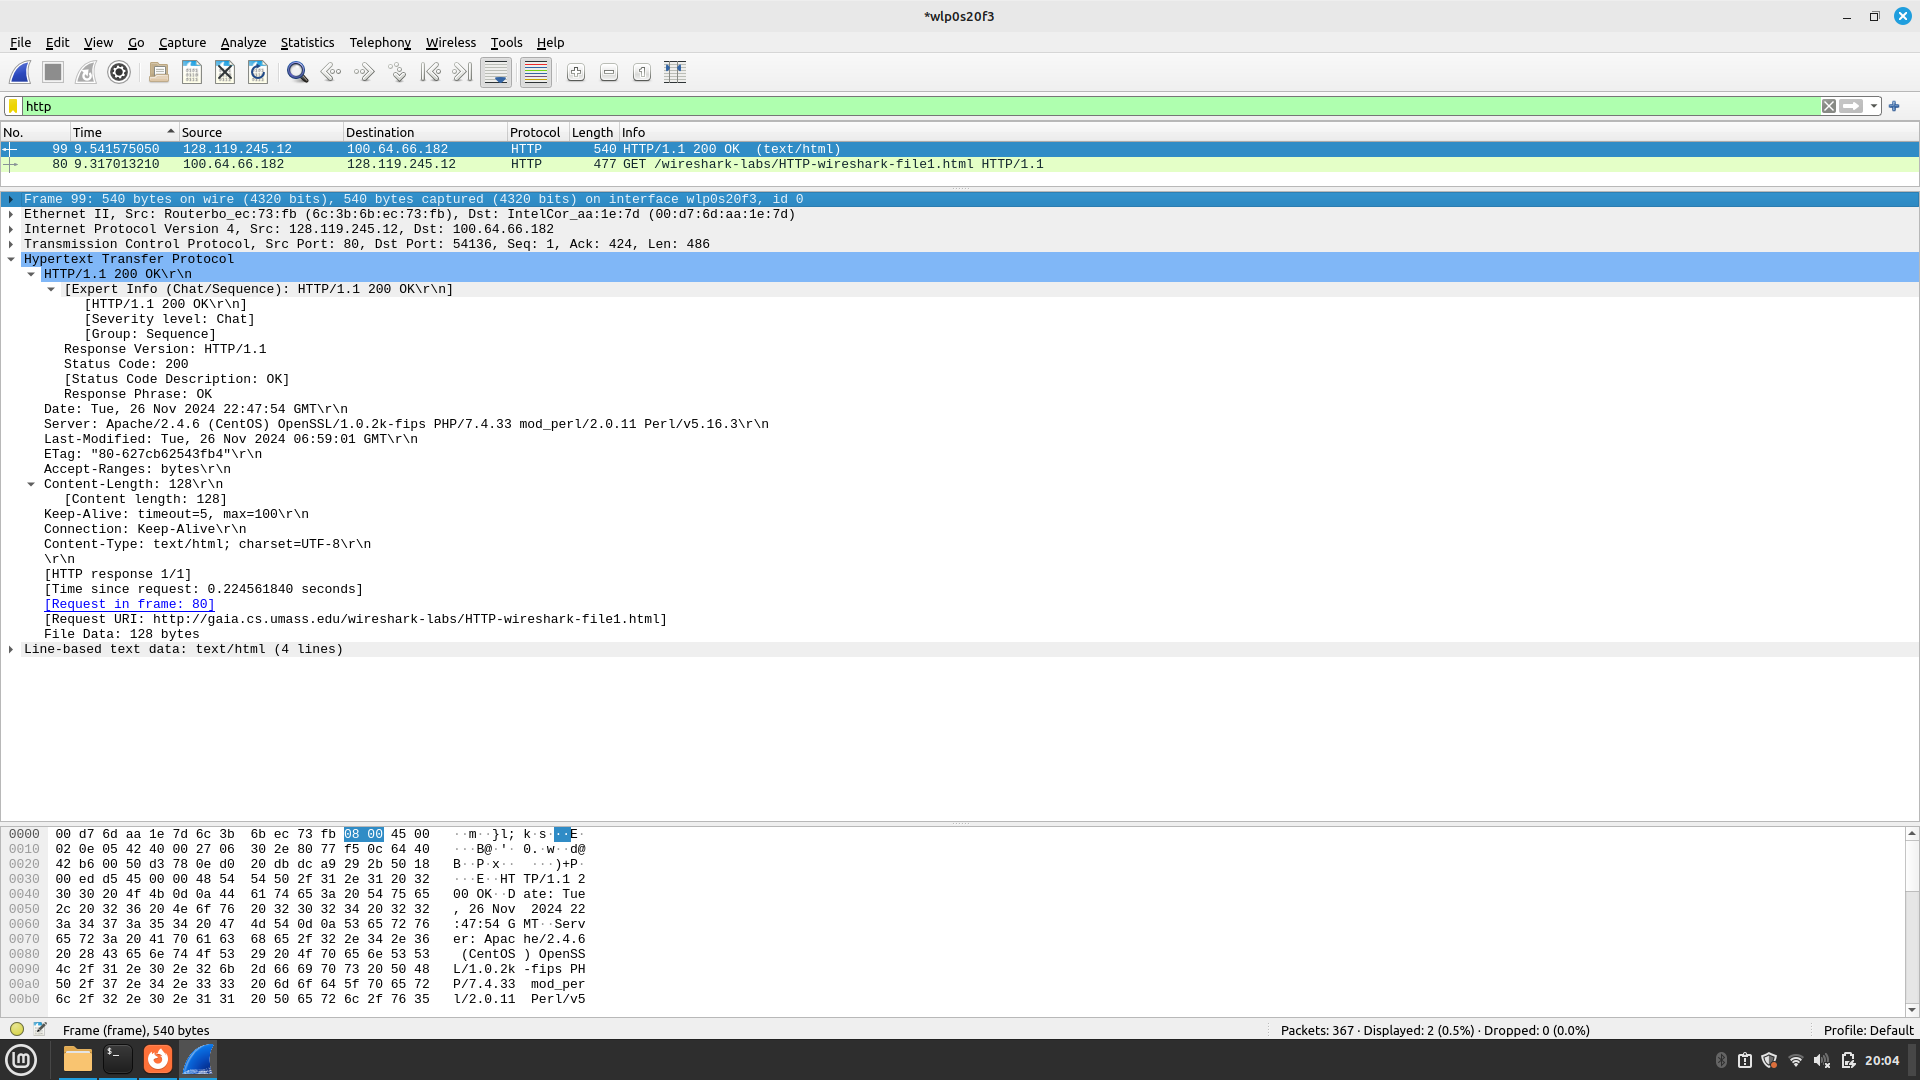 *wlp0s20f3
File Edit View Go Capture Analyze Statistics Telephony Wireless Tools Help
http
No. Time Source Destination Protocol Length Info
99 9.541575050 128.119.245.12 100.64.66.182 HTTP 540 HTTP/1.1 200 OK  (text/html)
80 9.317013210 100.64.66.182 128.119.245.12 HTTP 477 GET /wireshark-labs/HTTP-wireshark-file1.html HTTP/1.1
Frame 99: 540 bytes on wire (4320 bits), 540 bytes captured (4320 bits) on interface wlp0s20f3, id 0
Ethernet II, Src: Routerbo_ec:73:fb (6c:3b:6b:ec:73:fb), Dst: IntelCor_aa:1e:7d (00:d7:6d:aa:1e:7d)
Internet Protocol Version 4, Src: 128.119.245.12, Dst: 100.64.66.182
Transmission Control Protocol, Src Port: 80, Dst Port: 54136, Seq: 1, Ack: 424, Len: 486
Hypertext Transfer Protocol
HTTP/1.1 200 OK\r\n
[Expert Info (Chat/Sequence): HTTP/1.1 200 OK\r\n]
[HTTP/1.1 200 OK\r\n]
[Severity level: Chat]
[Group: Sequence]
Response Version: HTTP/1.1
Status Code: 200
[Status Code Description: OK]
Response Phrase: OK
Date: Tue, 26 Nov 2024 22:47:54 GMT\r\n
Server: Apache/2.4.6 (CentOS) OpenSSL/1.0.2k-fips PHP/7.4.33 mod_perl/2.0.11 Perl/v5.16.3\r\n
Last-Modified: Tue, 26 Nov 2024 06:59:01 GMT\r\n
ETag: "80-627cb62543fb4"\r\n
Accept-Ranges: bytes\r\n
Content-Length: 128\r\n
[Content length: 128]
Keep-Alive: timeout=5, max=100\r\n
Connection: Keep-Alive\r\n
Content-Type: text/html; charset=UTF-8\r\n
\r\n
[HTTP response 1/1]
[Time since request: 0.224561840 seconds]
[Request in frame: 80]
[Request URI: http://gaia.cs.umass.edu/wireshark-labs/HTTP-wireshark-file1.html]
File Data: 128 bytes
Line-based text data: text/html (4 lines)
0000 00 d7 6d aa 1e 7d 6c 3b 6b ec 73 fb 08 00 45 00 ··m··}l; k·s···E·
0010 02 0e 05 42 40 00 27 06 30 2e 80 77 f5 0c 64 40 ···B@·'· 0.·w··d@
0020 42 b6 00 50 d3 78 0e d0 20 db dc a9 29 2b 50 18 B··P·x·· ···)+P·
0030 00 ed d5 45 00 00 48 54 54 50 2f 31 2e 31 20 32 ···E··HT TP/1.1 2
0040 30 30 20 4f 4b 0d 0a 44 61 74 65 3a 20 54 75 65 00 OK··D ate: Tue
0050 2c 20 32 36 20 4e 6f 76 20 32 30 32 34 20 32 32 , 26 Nov  2024 22
0060 3a 34 37 3a 35 34 20 47 4d 54 0d 0a 53 65 72 76 :47:54 G MT··Serv
0070 65 72 3a 20 41 70 61 63 68 65 2f 32 2e 34 2e 36 er: Apac he/2.4.6
0080 20 28 43 65 6e 74 4f 53 29 20 4f 70 65 6e 53 53 (CentOS ) OpenSS
0090 4c 2f 31 2e 30 2e 32 6b 2d 66 69 70 73 20 50 48 L/1.0.2k -fips PH
00a0 50 2f 37 2e 34 2e 33 33 20 6d 6f 64 5f 70 65 72 P/7.4.33  mod_per
00b0 6c 2f 32 2e 30 2e 31 31 20 50 65 72 6c 2f 76 35 l/2.0.11  Perl/v5
Frame (frame), 540 bytes Packets: 367 · Displayed: 2 (0.5%) · Dropped: 0 (0.0%) Profile: Default
20:04